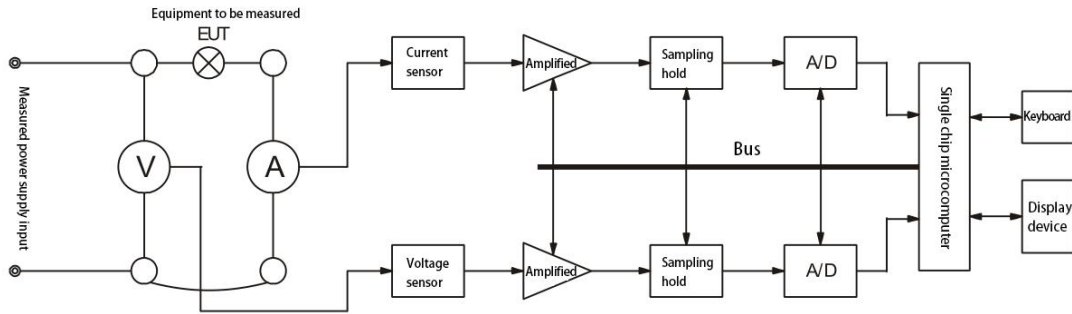 Equipment to be measured
EUT
Measured power supply input
V
A
Current
sensor
Amplified
Sampling
hold
A/D
Bus
Single chip microcomputer
Keyboard
Display
device
Voltage
sensor
Amplified
Sampling
hold
A/D